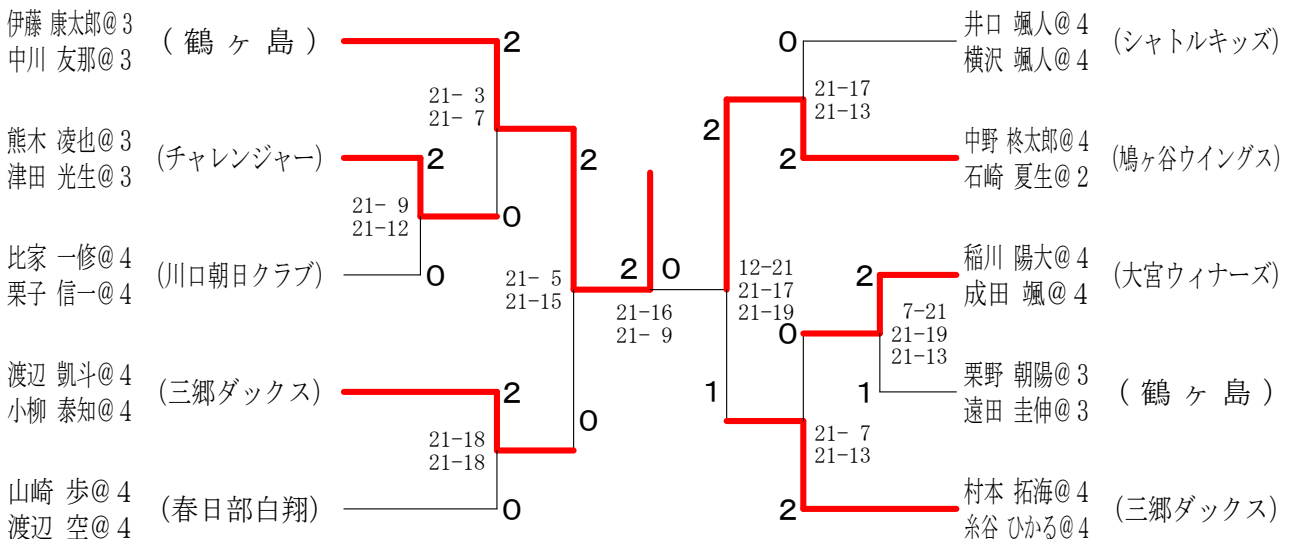 伊藤 康太郎@3
中川 友那@3
(鶴ヶ島)
2
21- 3
21- 7
熊木 凌也@3
津田 光生@3
(チャレンジャー)
2
0
21- 9
21-12
比家 一修@4
栗子 信一@4
(川口朝日クラブ)
0
2
21- 5
21-15
渡辺 凱斗@4
小柳 泰知@4
(三郷ダックス)
2
0
21-18
21-18
山崎 歩@4
渡辺 空@4
(春日部白翔)
0
2
0
21-16
21- 9
0
井口 颯人@4
横沢 颯人@4
(シャトルキッズ)
21-17
21-13
2
2
中野 柊太郎@4
石崎 夏生@2
(鳩ヶ谷ウイングス)
12-21
21-17
21-19
2
稲川 陽大@4
成田 颯@4
(大宮ウィナーズ)
0
7-21
21-19
21-13
1
1
栗野 朝陽@3
遠田 圭伸@3
(鶴ヶ島)
21- 7
21-13
2
村本 拓海@4
糸谷 ひかる@4
(三郷ダックス)